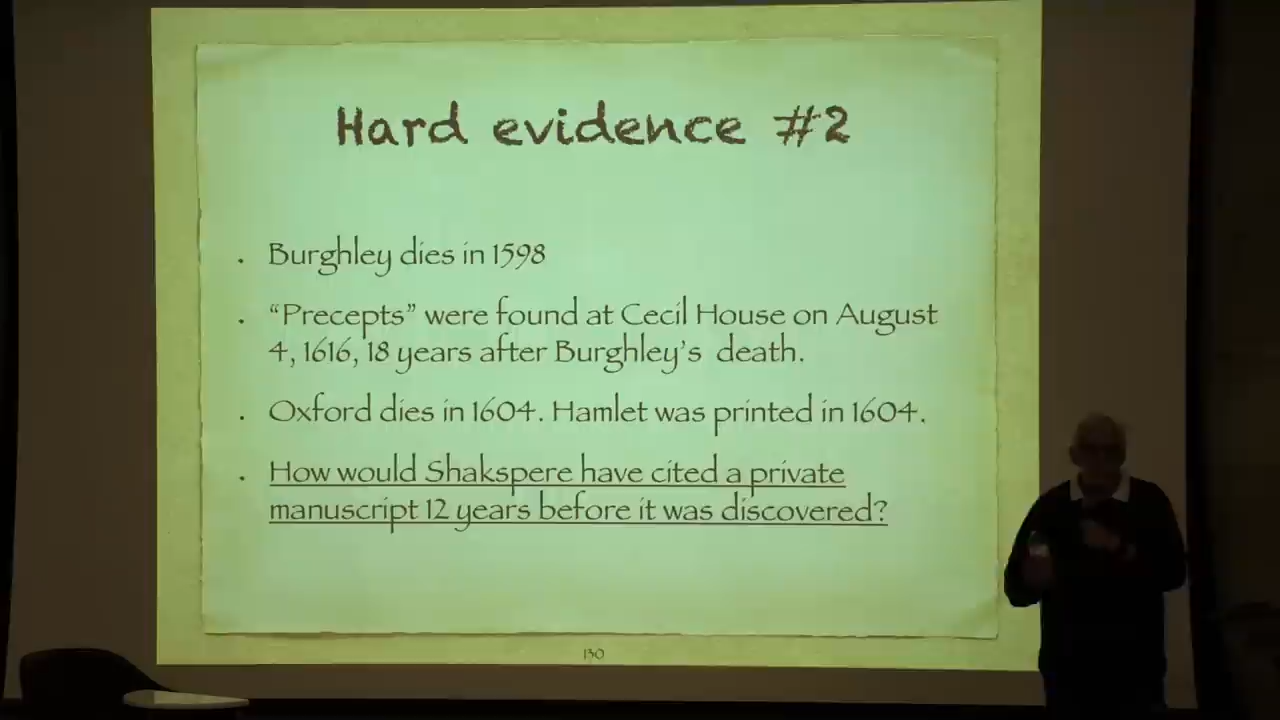 Hard evidence #2
. Burghley dies in 1598
. “Precepts” were found at Cecil House on August
4, 1616, 18 years after Burghley’s death.
. Oxford dies in 1604. Hamlet was printed in 1604.
. How would Shakspere have cited a private
manuscript 12 years before it was discovered?
130